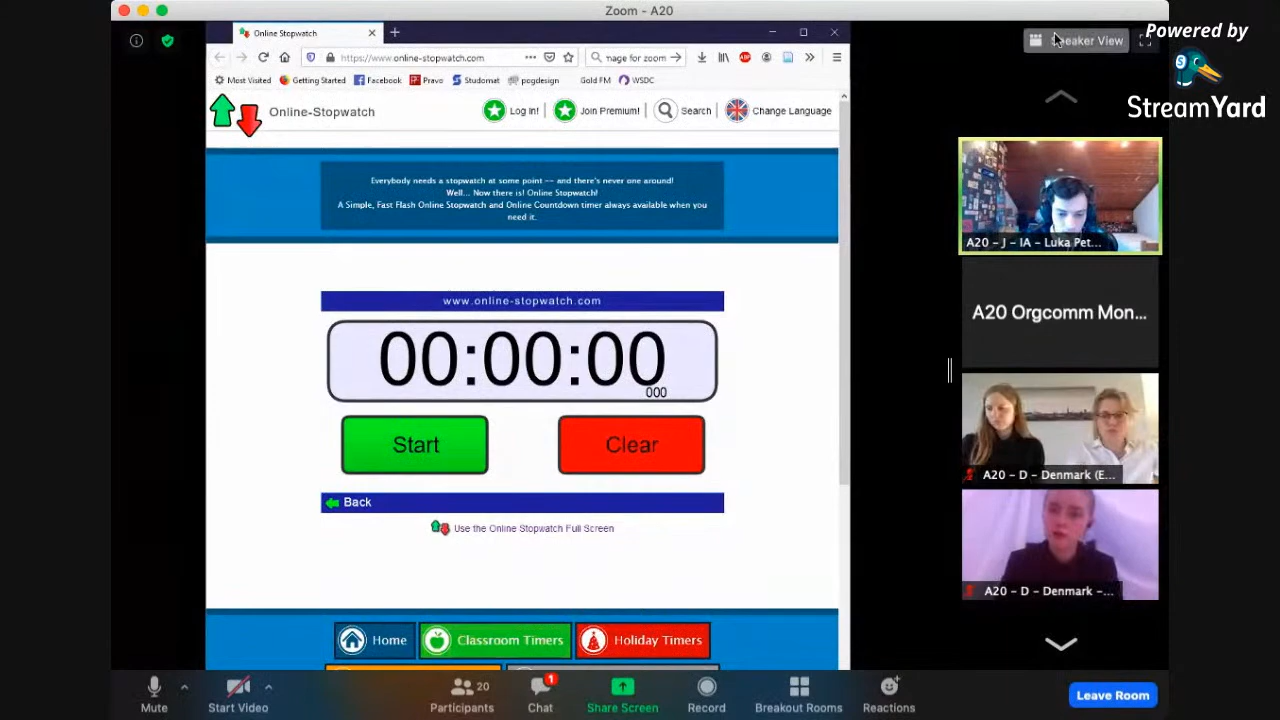 Zoom - A20
Powered by
StreamYard
Speaker View
Online Stopwatch
https://www.online-stopwatch.com
mage for zoom
Most Visited
Getting Started
Facebook
Pravo
Studomat
pogdesign
Gold FM
WSDC
Online-Stopwatch
Log In!
Join Premium!
Search
Change Language
Everybody needs a stopwatch at some point -- and there's never one around!
Well... Now there is! Online Stopwatch!
A Simple, Fast Flash Online Stopwatch and Online Countdown timer always available when you
need it.
www.online-stopwatch.com
00:00:00
000
Start
Clear
Back
Use the Online Stopwatch Full Screen
Home
Classroom Timers
Holiday Timers
A20 - J - IA - Luka Pet...
A20 Orgcomm Mon...
A20 - D - Denmark (E...
A20 - D - Denmark -...
Mute
Start Video
20
Participants
1
Chat
Share Screen
Record
Breakout Rooms
Reactions
Leave Room